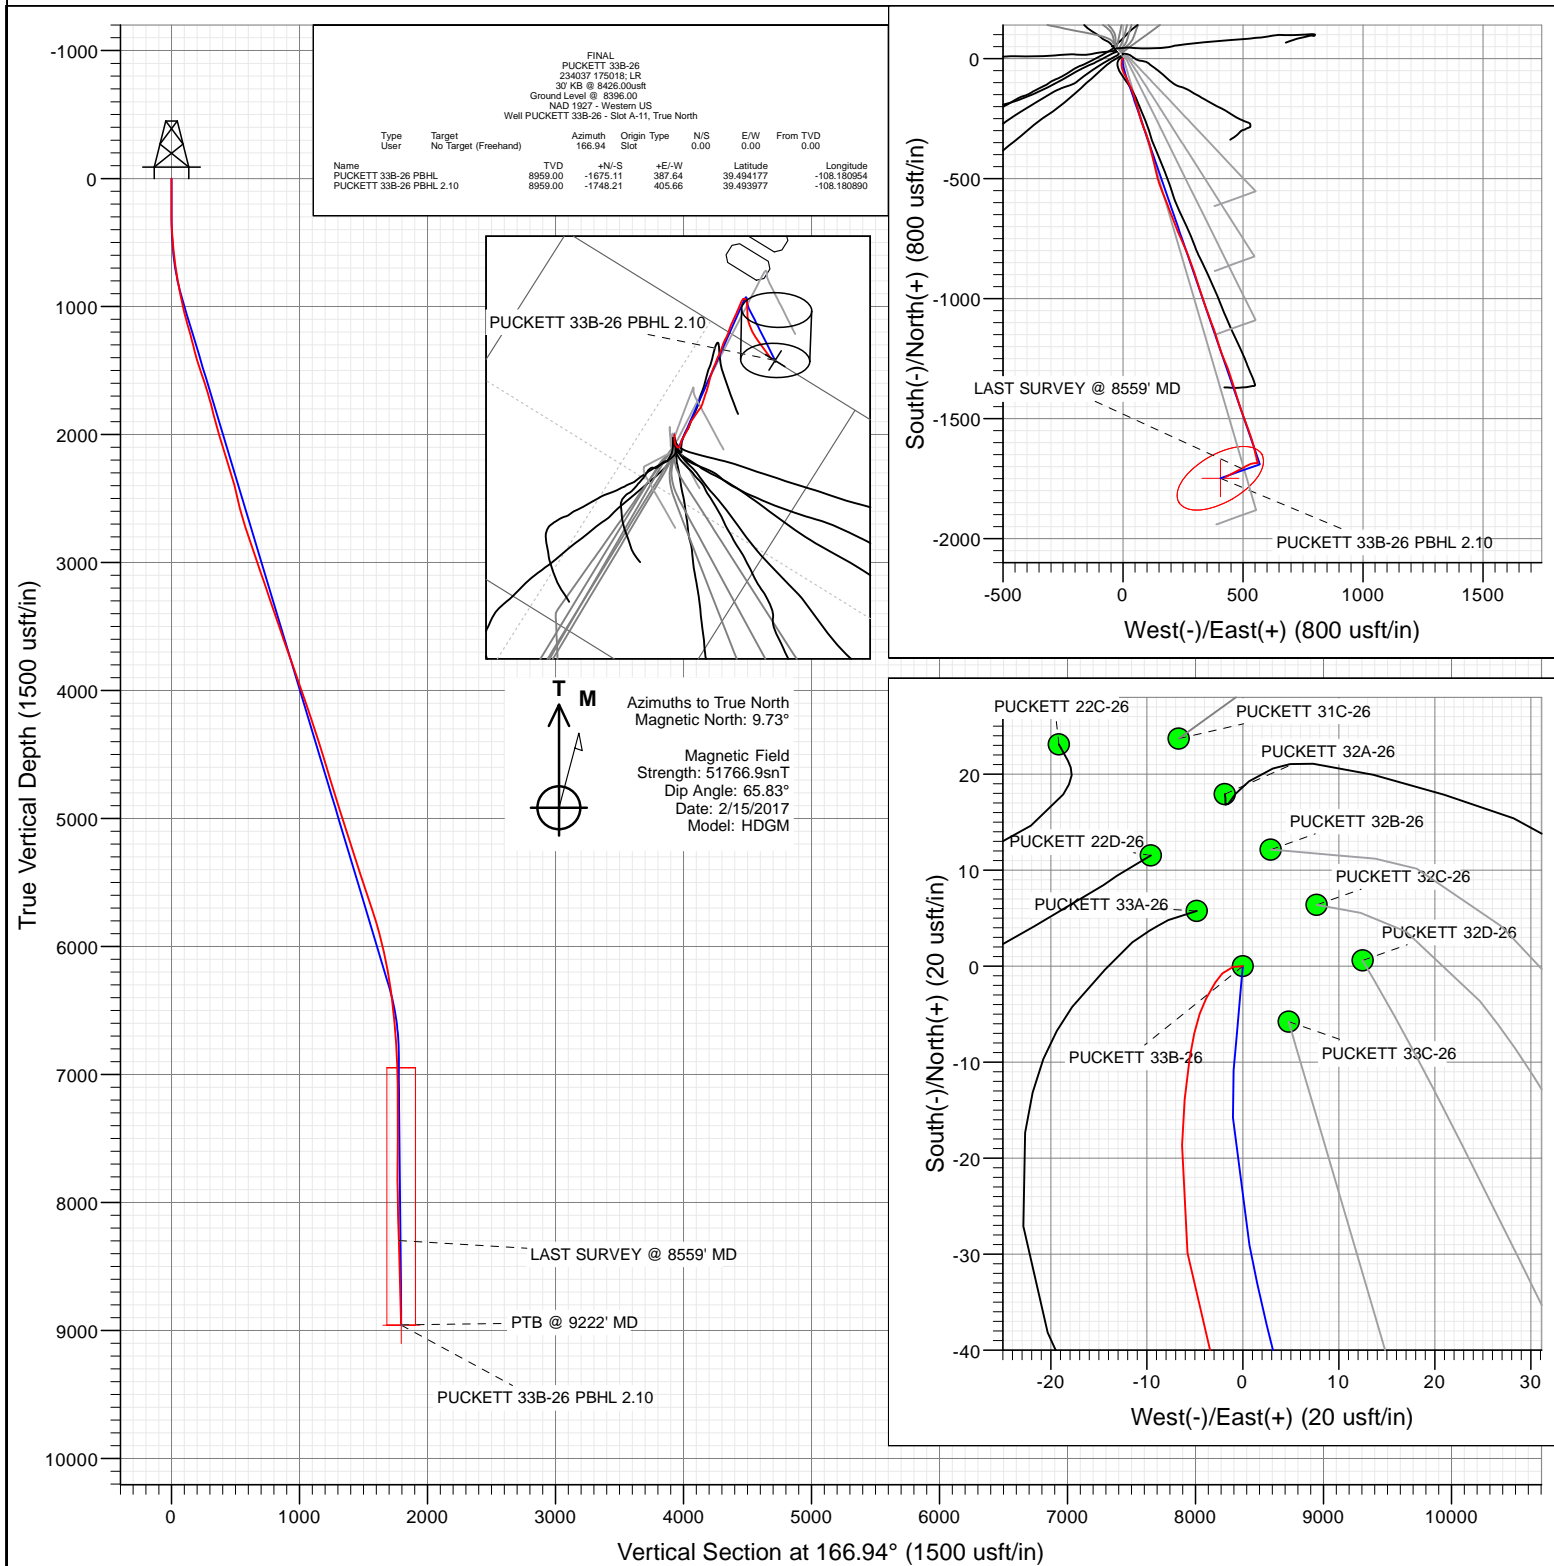 FINAL
PUCKETT 33B-26
234037 175018; LR
30' KB @ 8426.00usft
Ground Level @ 8396.00
NAD 1927 - Western US
Well PUCKETT 33B-26 - Slot A-11, True North
Type Target Azimuth Origin Type N/S E/W From TVD
User No Target (Freehand) 166.94 Slot 0.00 0.00 0.00
Name TVD +N/-S +E/-W Latitude Longitude
PUCKETT 33B-26 PBHL 8959.00 -1675.11 387.64 39.494177 -108.180954
PUCKETT 33B-26 PBHL 2.10 8959.00 -1748.21 405.66 39.493977 -108.180890
True Vertical Depth (1500 usft/in)
-1000
0
1000
2000
3000
4000
5000
6000
7000
8000
9000
10000
0 1000 2000 3000 4000 5000 6000 7000 8000 9000 10000
Vertical Section at 166.94° (1500 usft/in)
LAST SURVEY @ 8559' MD
PTB @ 9222' MD
PUCKETT 33B-26 PBHL 2.10
PUCKETT 33B-26 PBHL 2.10
T M
Azimuths to True North
Magnetic North: 9.73°
Magnetic Field
Strength: 51766.9snT
Dip Angle: 65.83°
Date: 2/15/2017
Model: HDGM
South(-)/North(+) (800 usft/in)
0
-500
-1000
-1500
-2000
LAST SURVEY @ 8559' MD
PUCKETT 33B-26 PBHL 2.10
-500 0 500 1000 1500
West(-)/East(+) (800 usft/in)
South(-)/North(+) (20 usft/in)
20
10
0
-10
-20
-30
-40
PUCKETT 22C-26
PUCKETT 31C-26
PUCKETT 32A-26
PUCKETT 32B-26
PUCKETT 22D-26
PUCKETT 32C-26
PUCKETT 33A-26
PUCKETT 32D-26
PUCKETT 33B-26
PUCKETT 33C-26
-20 -10 0 10 20 30
West(-)/East(+) (20 usft/in)